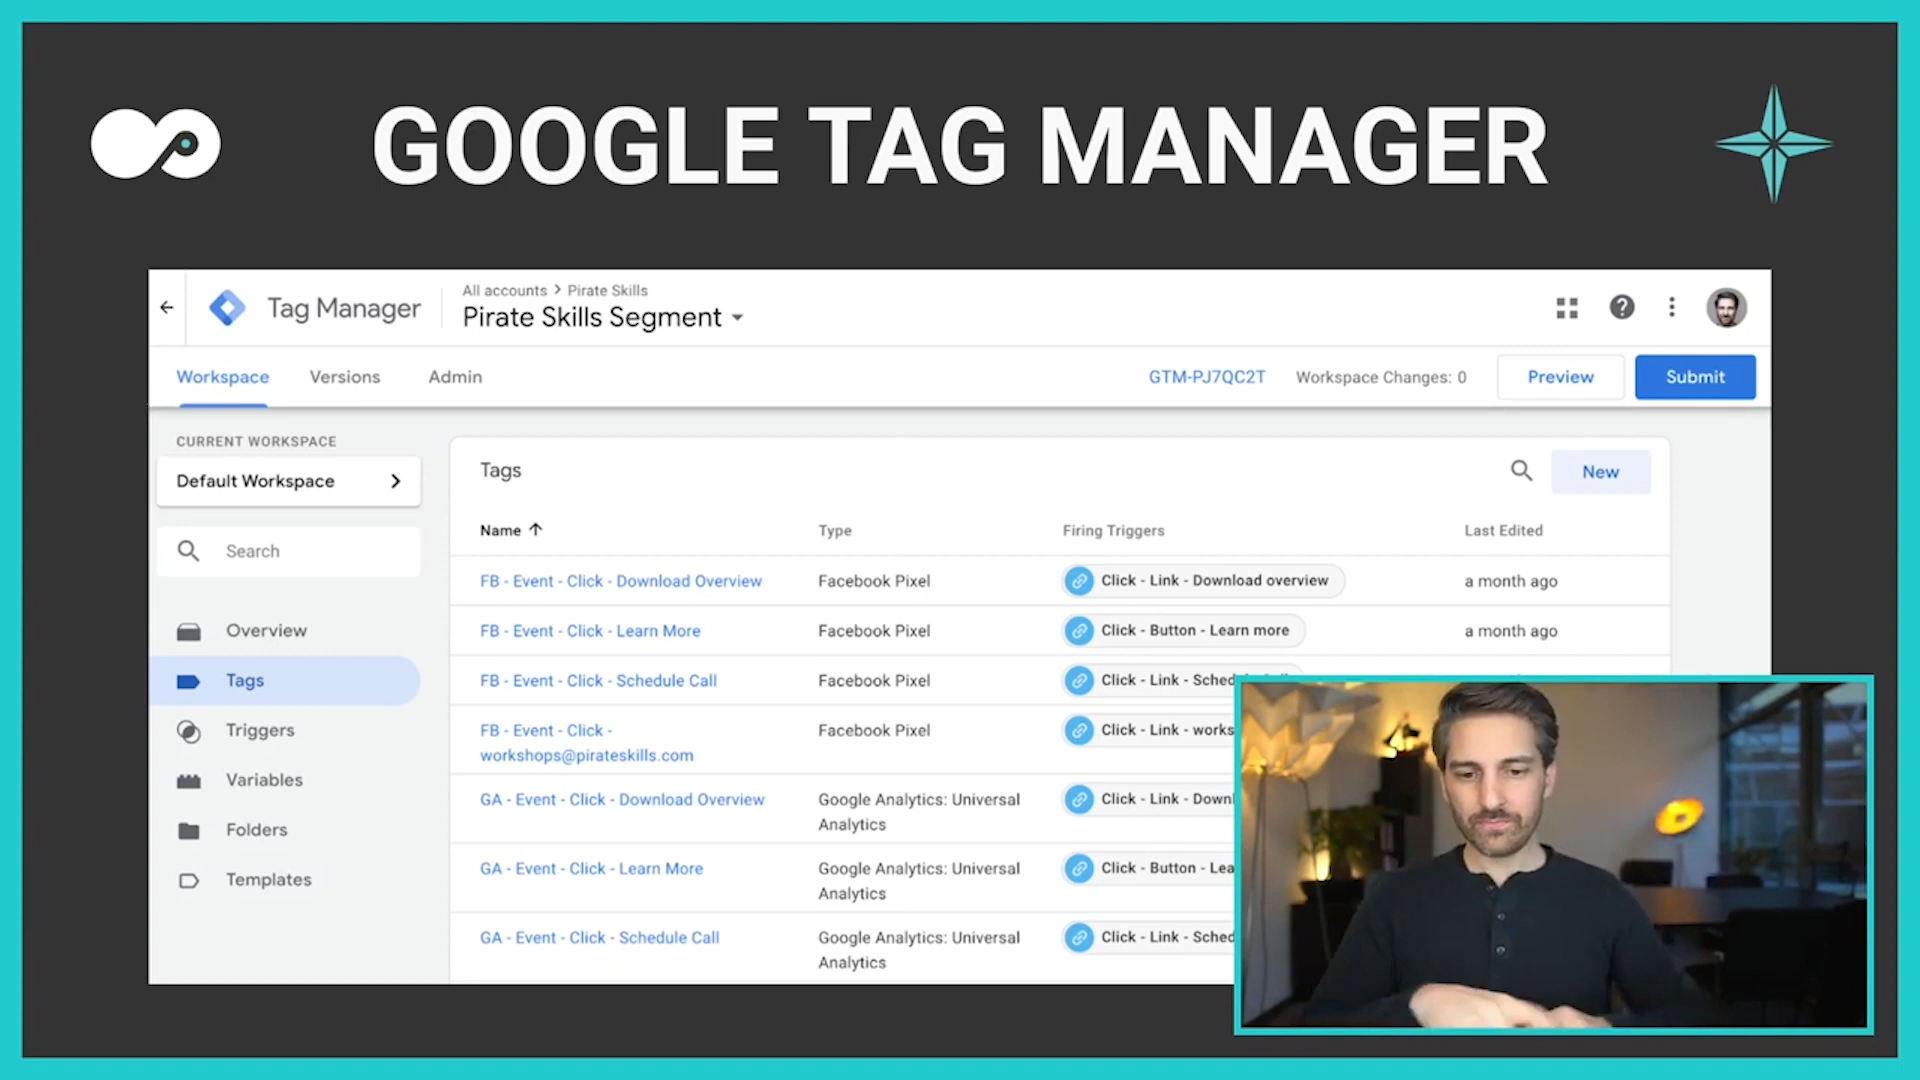 GOOGLE TAG MANAGER
Tag Manager
All accounts > Pirate Skills
Pirate Skills Segment
Workspace Versions Admin
GTM-PJ7QC2T Workspace Changes: 0 Preview Submit
CURRENT WORKSPACE
Default Workspace
Search
Overview
Tags
Triggers
Variables
Folders
Templates
Tags
New
Name Type Firing Triggers Last Edited
FB - Event - Click - Download Overview Facebook Pixel Click - Link - Download overview a month ago
FB - Event - Click - Learn More Facebook Pixel Click - Button - Learn more a month ago
FB - Event - Click - Schedule Call Facebook Pixel Click - Link -
FB - Event - Click - Facebook Pixel Click - Link -
workshops@pirateskills.com
GA - Event - Click - Download Overview Google Analytics: Universal Click - Link -
Analytics
GA - Event - Click - Learn More Google Analytics: Universal Click - Button -
Analytics
GA - Event - Click - Schedule Call Google Analytics: Universal Click - Link -
Analytics